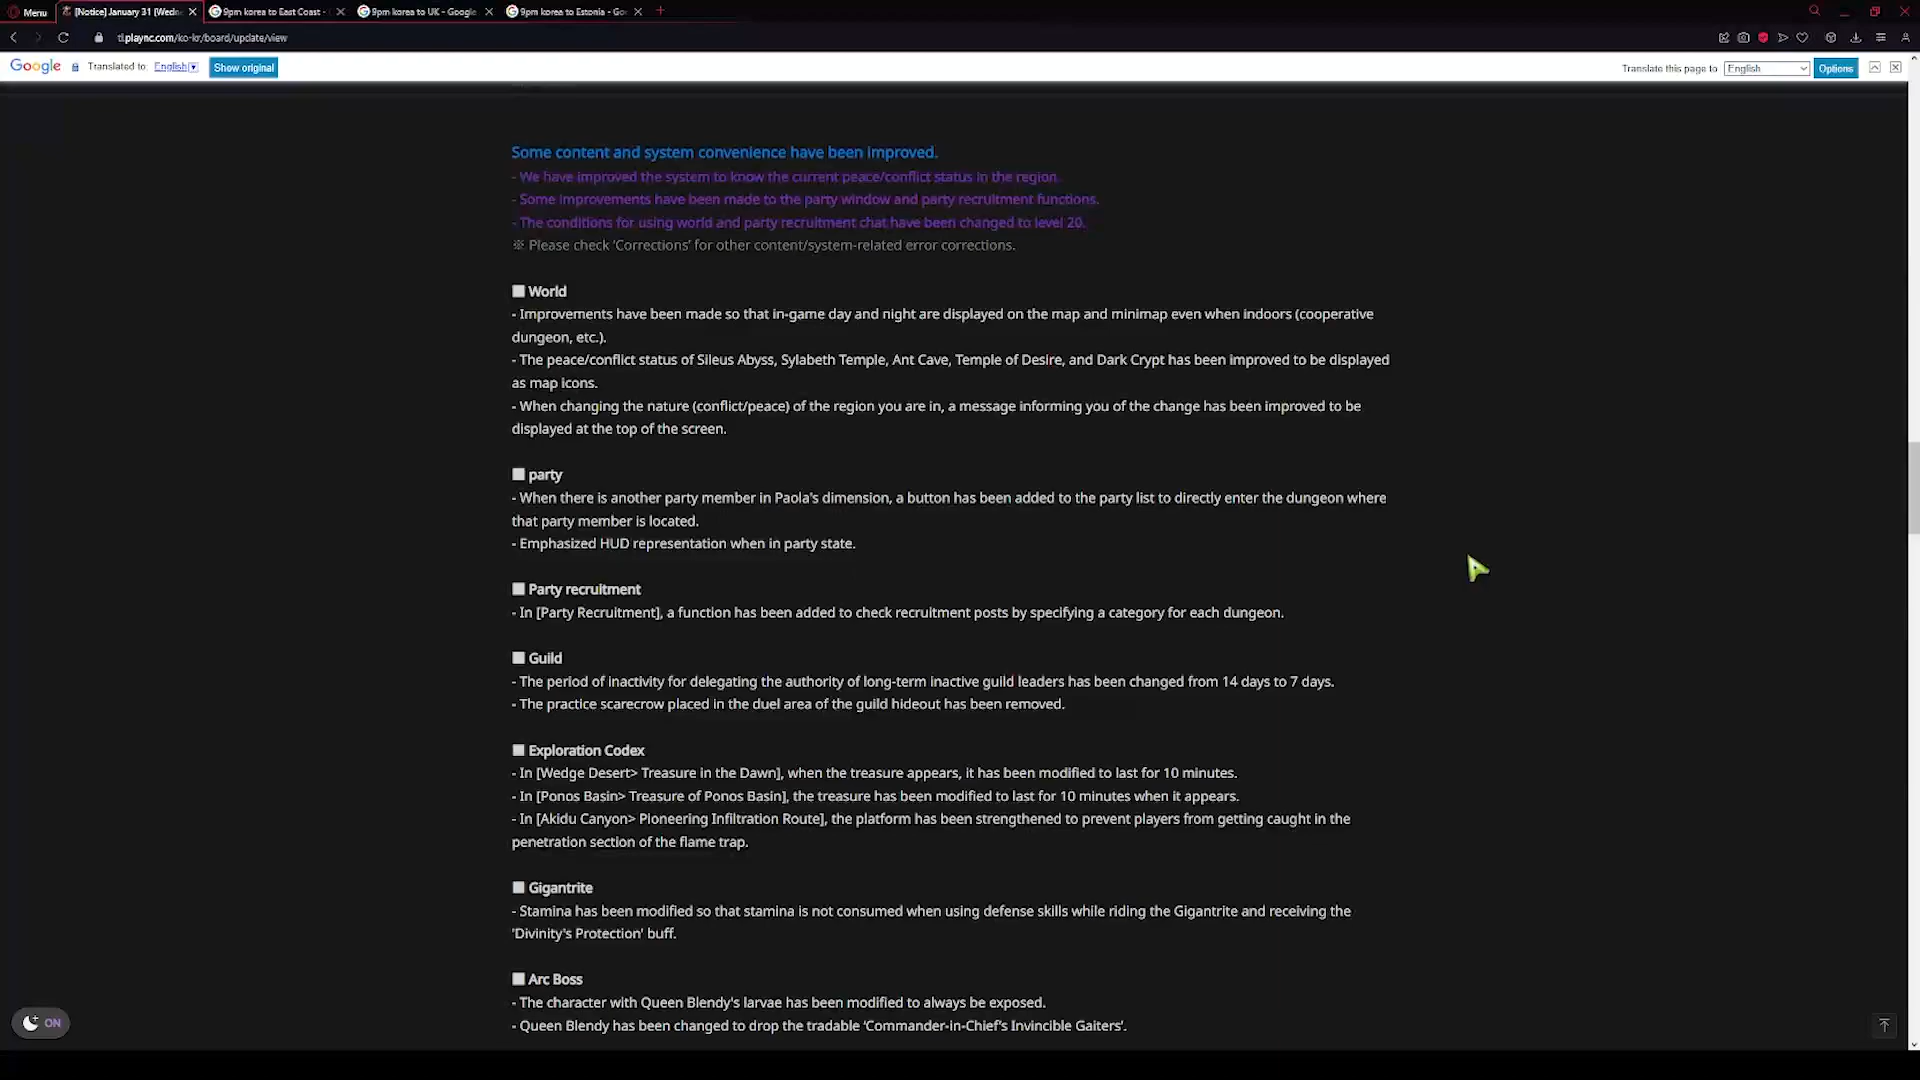 Menu
[Notice] January 31 (Wedn
9pm korea to East Coast -
9pm korea to UK - Google
9pm korea to Estonia - Go
tl.plaync.com/ko-kr/board/update/view
Google Translated to: English Show original
Translate this page to English Options
Some content and system convenience have been improved.
- We have improved the system to know the current peace/conflict status in the region.
- Some improvements have been made to the party window and party recruitment functions.
- The conditions for using world and party recruitment chat have been changed to level 20.
※ Please check ‘Corrections’ for other content/system-related error corrections.
■ World
- Improvements have been made so that in-game day and night are displayed on the map and minimap even when indoors (cooperative
dungeon, etc.).
- The peace/conflict status of Sileus Abyss, Sylabeth Temple, Ant Cave, Temple of Desire, and Dark Crypt has been improved to be displayed
as map icons.
- When changing the nature (conflict/peace) of the region you are in, a message informing you of the change has been improved to be
displayed at the top of the screen.
■ party
- When there is another party member in Paola's dimension, a button has been added to the party list to directly enter the dungeon where
that party member is located.
- Emphasized HUD representation when in party state.
■ Party recruitment
- In [Party Recruitment], a function has been added to check recruitment posts by specifying a category for each dungeon.
■ Guild
- The period of inactivity for delegating the authority of long-term inactive guild leaders has been changed from 14 days to 7 days.
- The practice scarecrow placed in the duel area of the guild hideout has been removed.
■ Exploration Codex
- In [Wedge Desert> Treasure in the Dawn], when the treasure appears, it has been modified to last for 10 minutes.
- In [Ponos Basin> Treasure of Ponos Basin], the treasure has been modified to last for 10 minutes when it appears.
- In [Akidu Canyon> Pioneering Infiltration Route], the platform has been strengthened to prevent players from getting caught in the
penetration section of the flame trap.
■ Gigantrite
- Stamina has been modified so that stamina is not consumed when using defense skills while riding the Gigantrite and receiving the
'Divinity's Protection' buff.
■ Arc Boss
- The character with Queen Blendy's larvae has been modified to always be exposed.
- Queen Blendy has been changed to drop the tradable ‘Commander-in-Chief’s Invincible Gaiters’.
ON